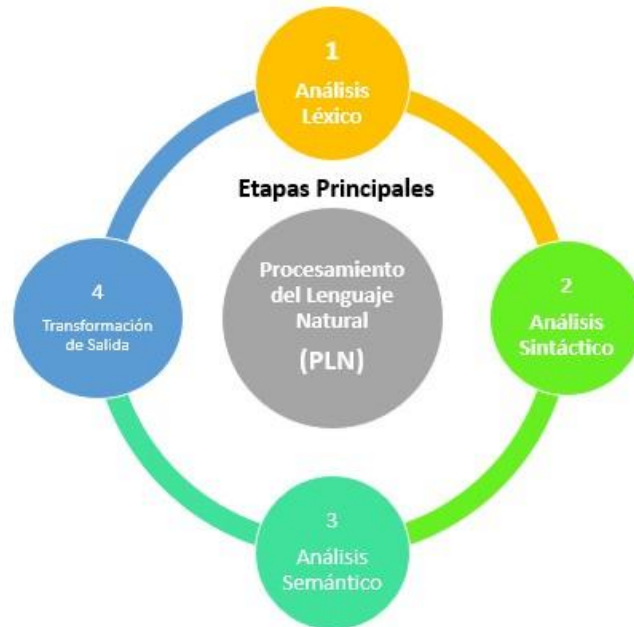 1
Análisis
Léxico
Etapas Principales
Procesamiento
del Lenguaje
Natural
(PLN)
2
Análisis
Sintáctico
3
Análisis
Semántico
4
Transformación
de Salida